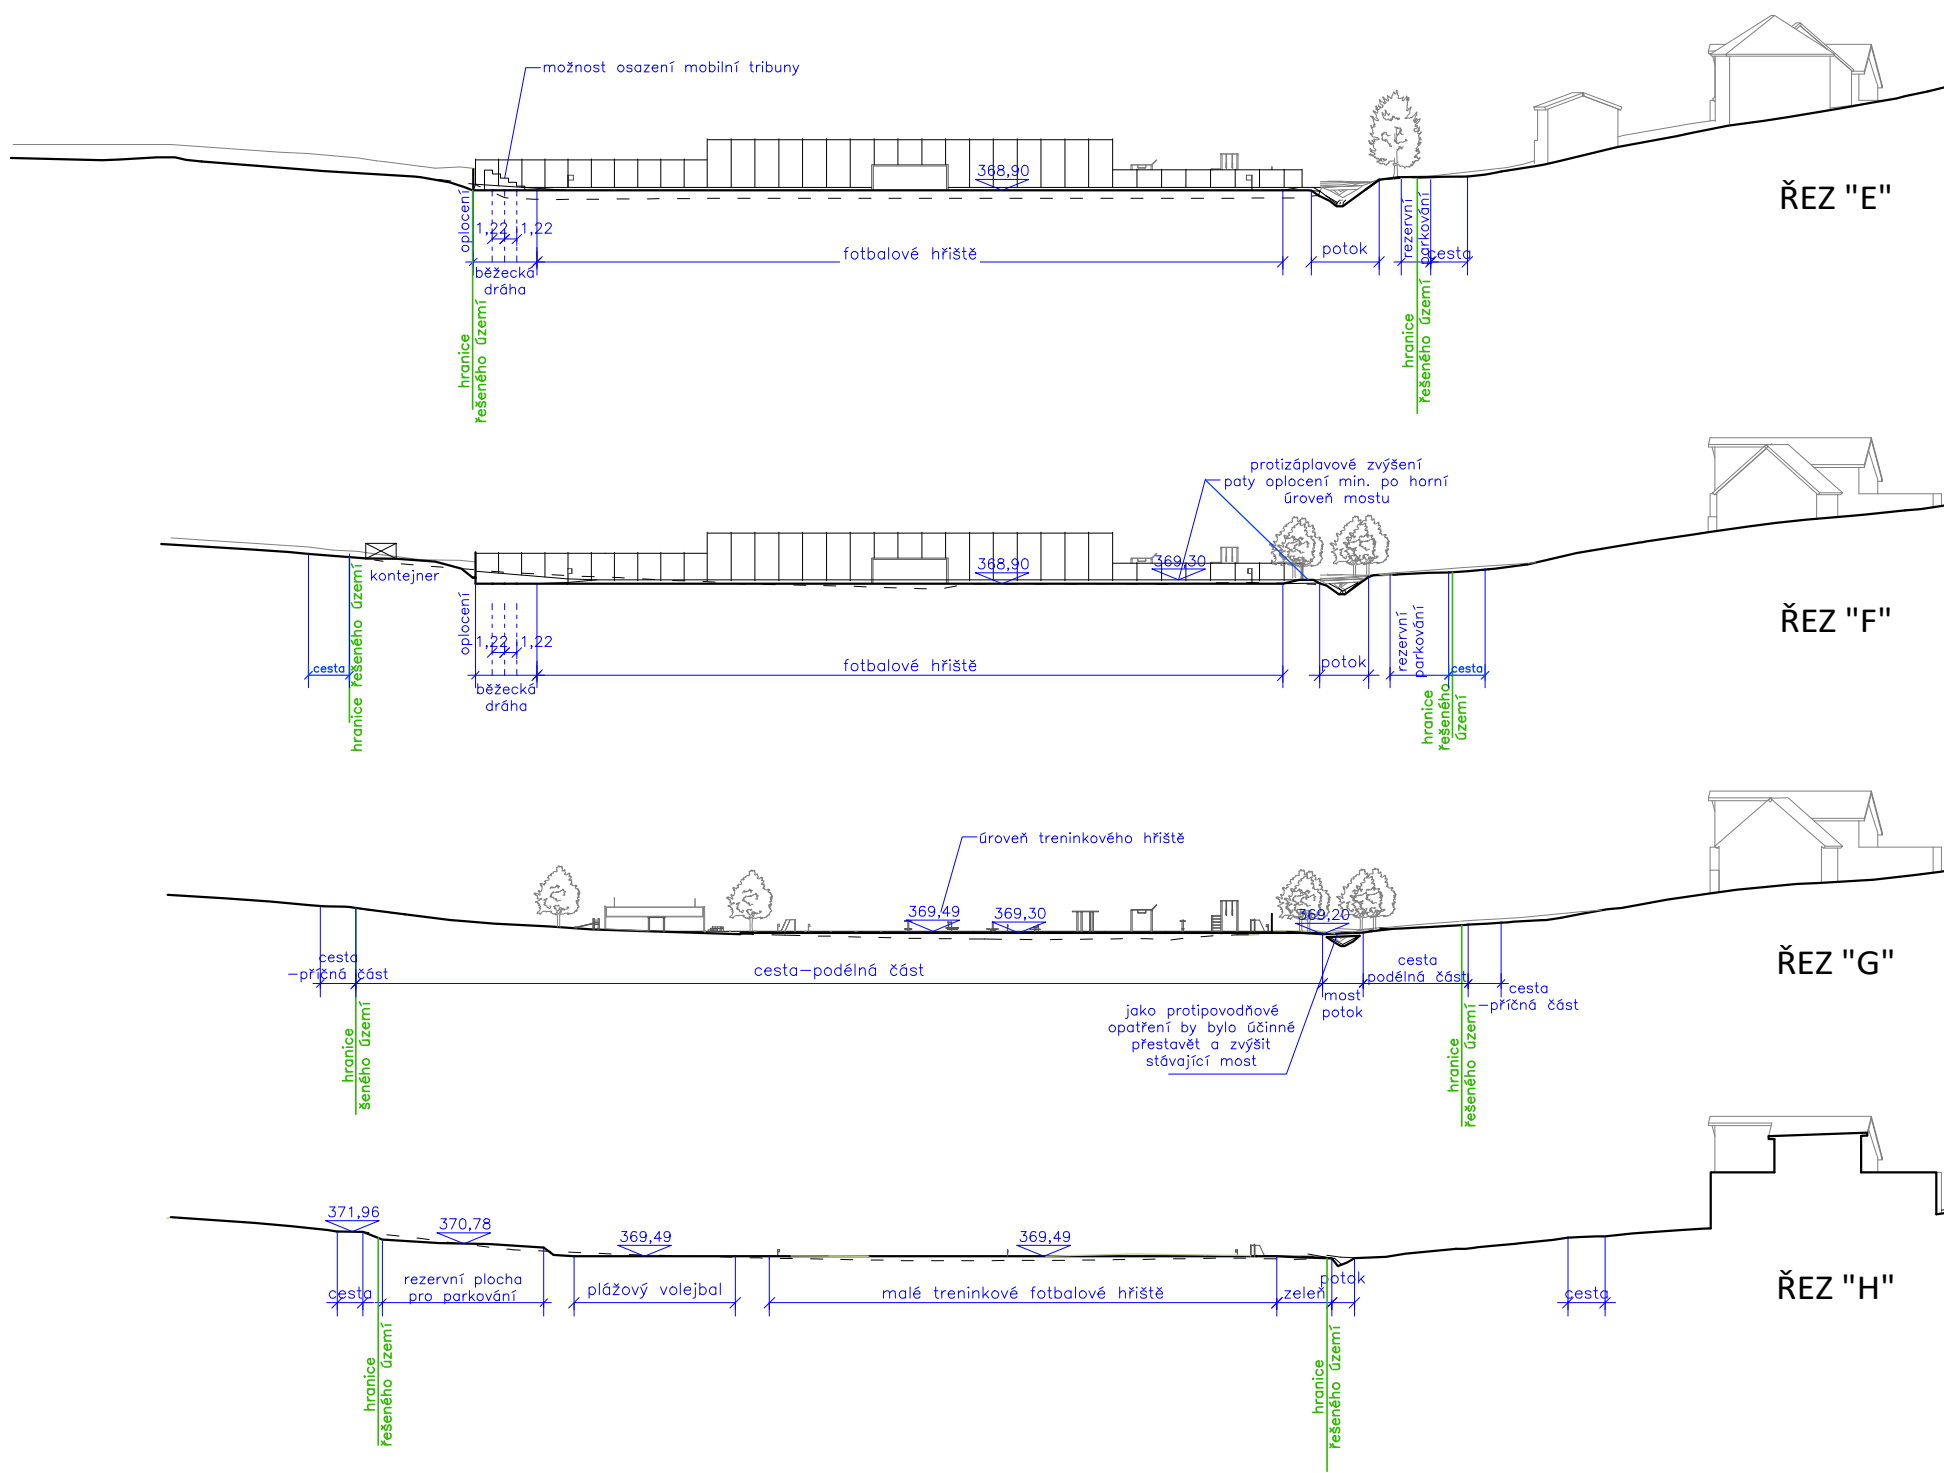 možnost osazení mobilní tribuny
368,90
ŘEZ "E"
oplocení
1,22
1,22
fotbalové hřiště
potok
rezervní
parkování
cesta
běžecká
dráha
hranice
řešeného území
hranice
řešeného území
protizáplavové zvýšení
paty oplocení min. po horní
úroveň mostu
368,90
369,30
kontejner
ŘEZ "F"
oplocení
1,22
1,22
cesta
hranice řešeného území
fotbalové hřiště
potok
rezervní
parkování
cesta
běžecká
dráha
hranice
řešeného
území
úroveň treninkového hřiště
369,49
369,30
369,20
ŘEZ "G"
cesta
–příčná část
cesta–podélná část
cesta
podélná část
most
potok
cesta
–příčná část
jako protipovodňové
opatření by bylo účinné
přestavět a zvýšit
stávající most
hranice
šeného území
hranice
řešeného území
371,96
370,78
369,49
369,49
ŘEZ "H"
cesta
rezervní plocha
pro parkování
plážový volejbal
malé treninkové fotbalové hřiště
zeleň
potok
cesta
hranice
řešeného území
hranice
řešeného území